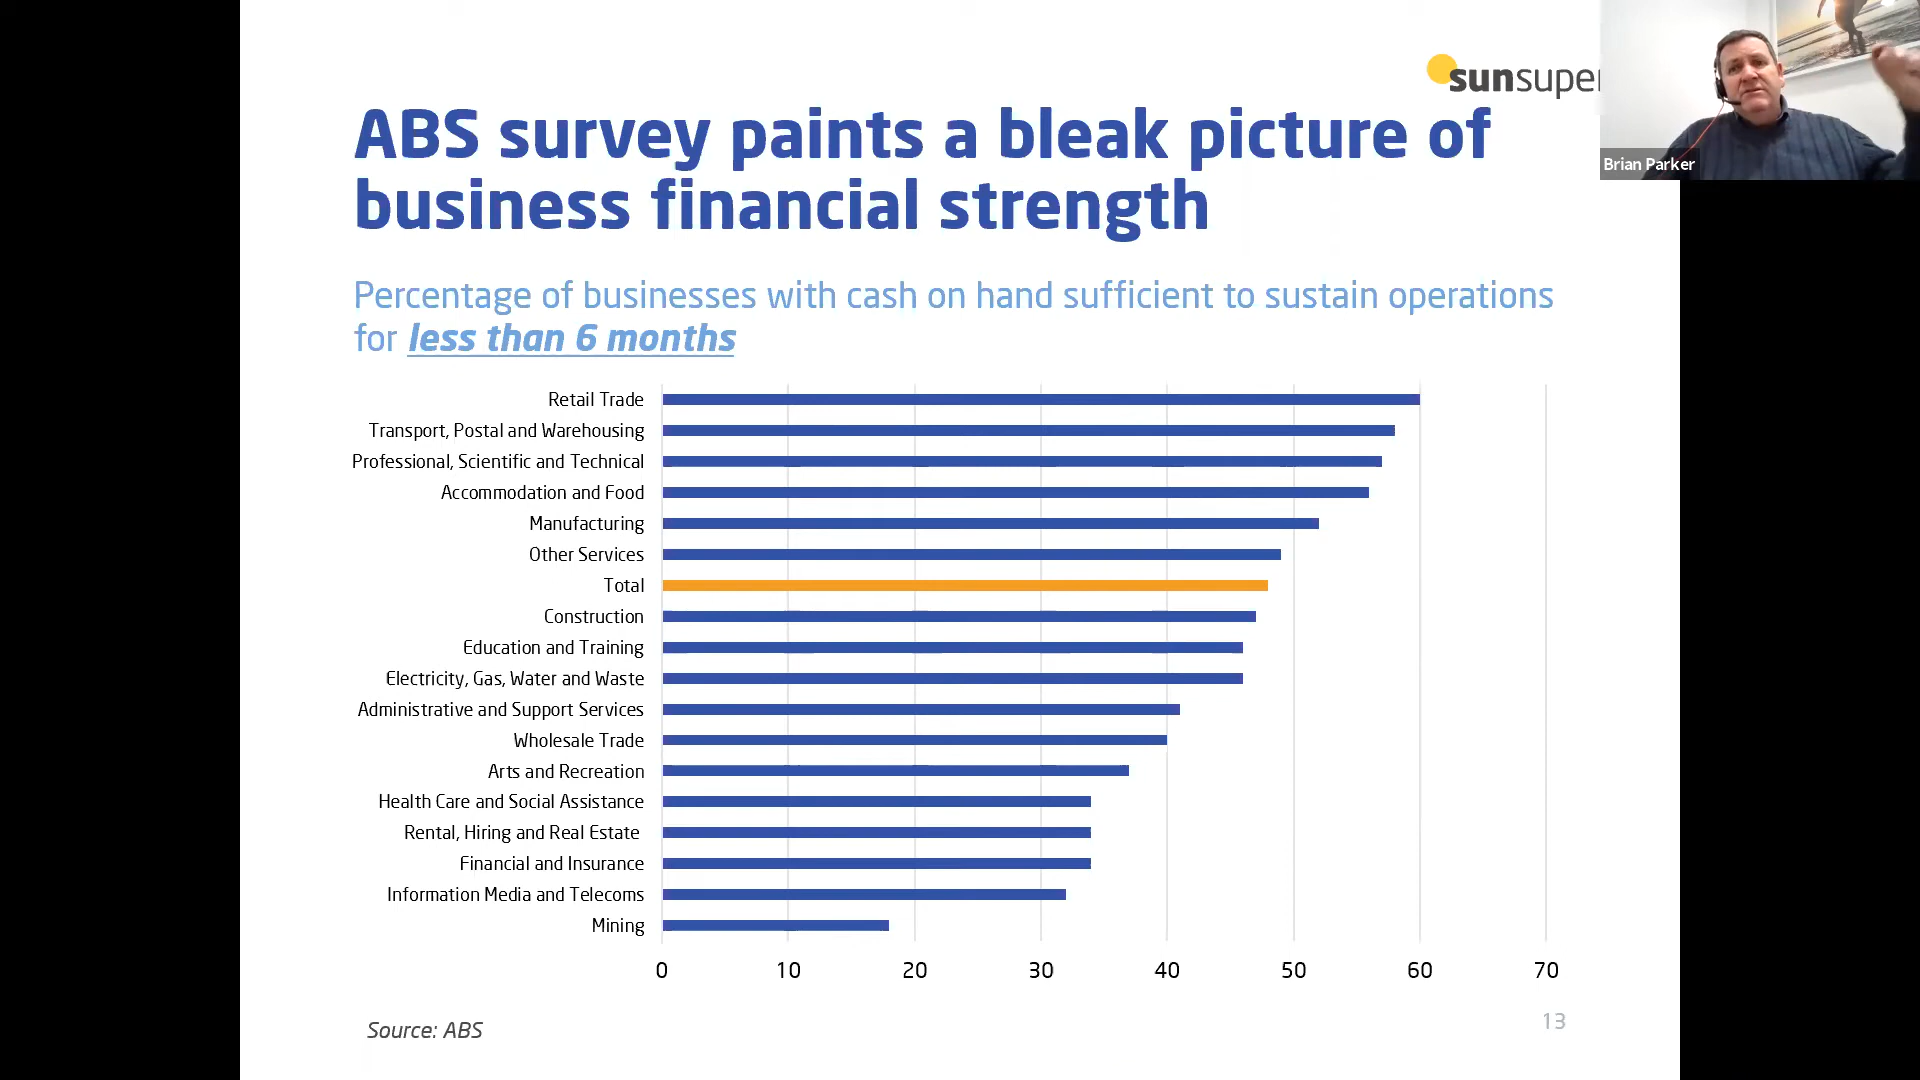 sunsuper
Brian Parker
ABS survey paints a bleak picture of
business financial strength
Percentage of businesses with cash on hand sufficient to sustain operations
for less than 6 months
Retail Trade
Transport, Postal and Warehousing
Professional, Scientific and Technical
Accommodation and Food
Manufacturing
Other Services
Total
Construction
Education and Training
Electricity, Gas, Water and Waste
Administrative and Support Services
Wholesale Trade
Arts and Recreation
Health Care and Social Assistance
Rental, Hiring and Real Estate
Financial and Insurance
Information Media and Telecoms
Mining
0 10 20 30 40 50 60 70
Source: ABS
13